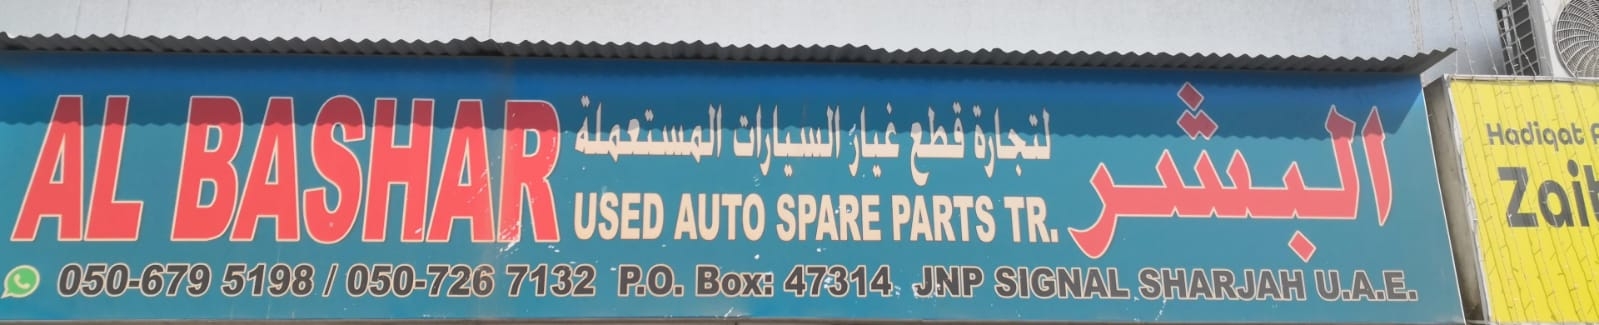 AL BASHAR
لتجارة قطع غيار السيارات المستعملة
USED AUTO SPARE PARTS TR.
البشر
050-679 5198 / 050-726 7132 P.O. Box: 47314 JNP SIGNAL SHARJAH U.A.E.
Hadiqat